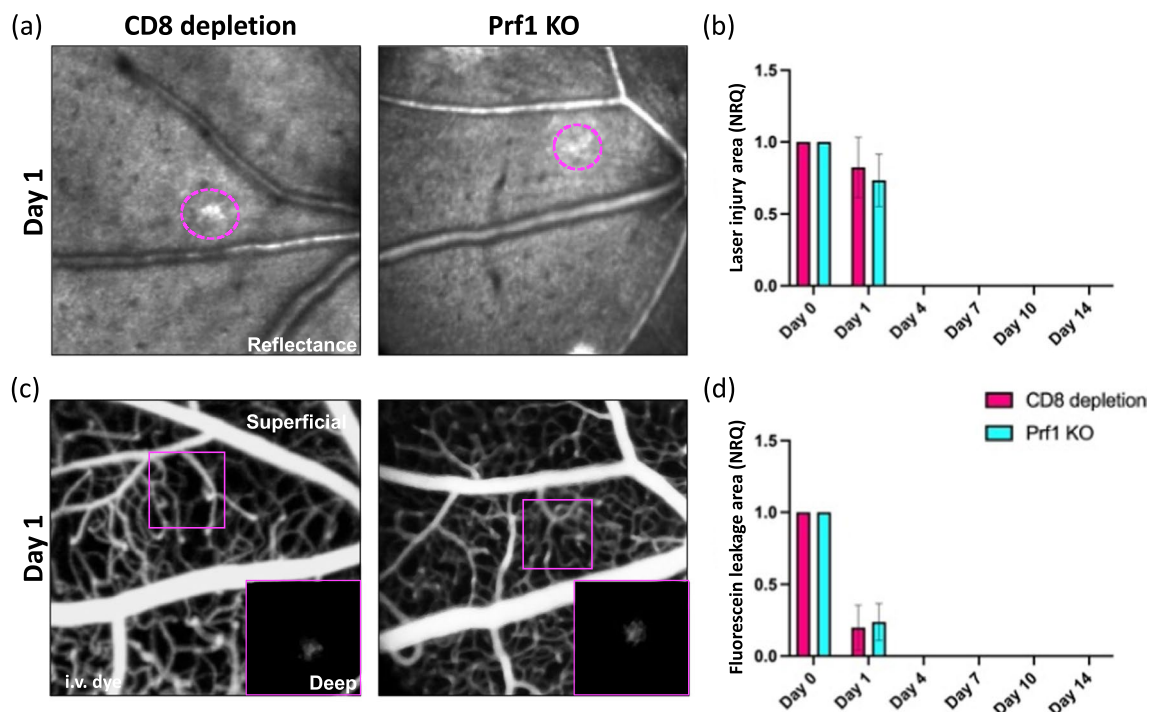 (a)
CD8 depletion
Prf1 KO
Day 1
Reflectance
(b)
Laser injury area (NRQ)
1.5
1.0
0.5
0.0
Day 0
Day 1
Day 4
Day 7
Day 10
Day 14
(c)
Day 1
Superficial
i.v. dye
Deep
(d)
CD8 depletion
Prf1 KO
Fluorescein leakage area (NRQ)
1.5
1.0
0.5
0.0
Day 0
Day 1
Day 4
Day 7
Day 10
Day 14